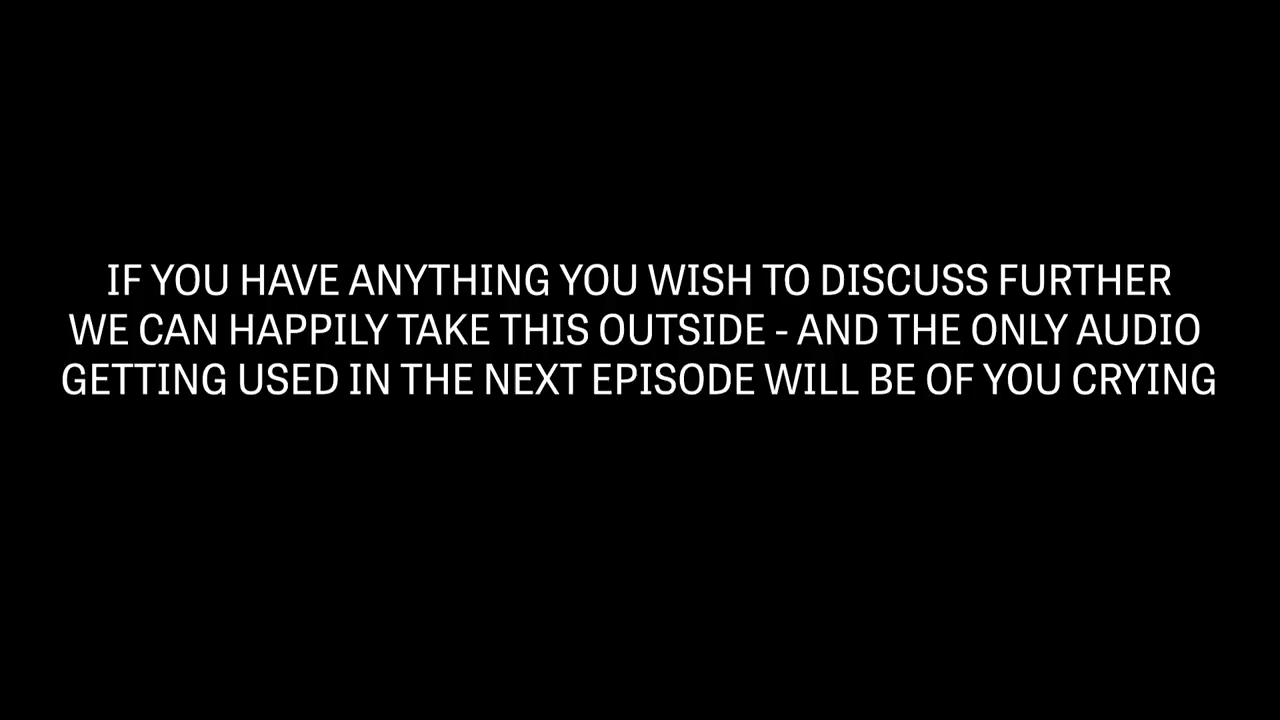 IF YOU HAVE ANYTHING YOU WISH TO DISCUSS FURTHER
WE CAN HAPPILY TAKE THIS OUTSIDE - AND THE ONLY AUDIO
GETTING USED IN THE NEXT EPISODE WILL BE OF YOU CRYING